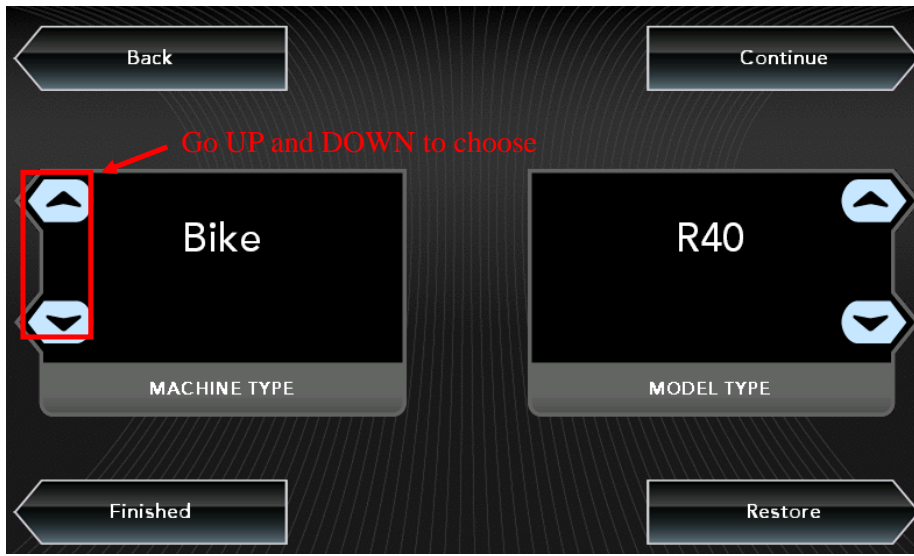 Back
Continue
Go UP and DOWN to choose
Bike
R40
MACHINE TYPE
MODEL TYPE
Finished
Restore